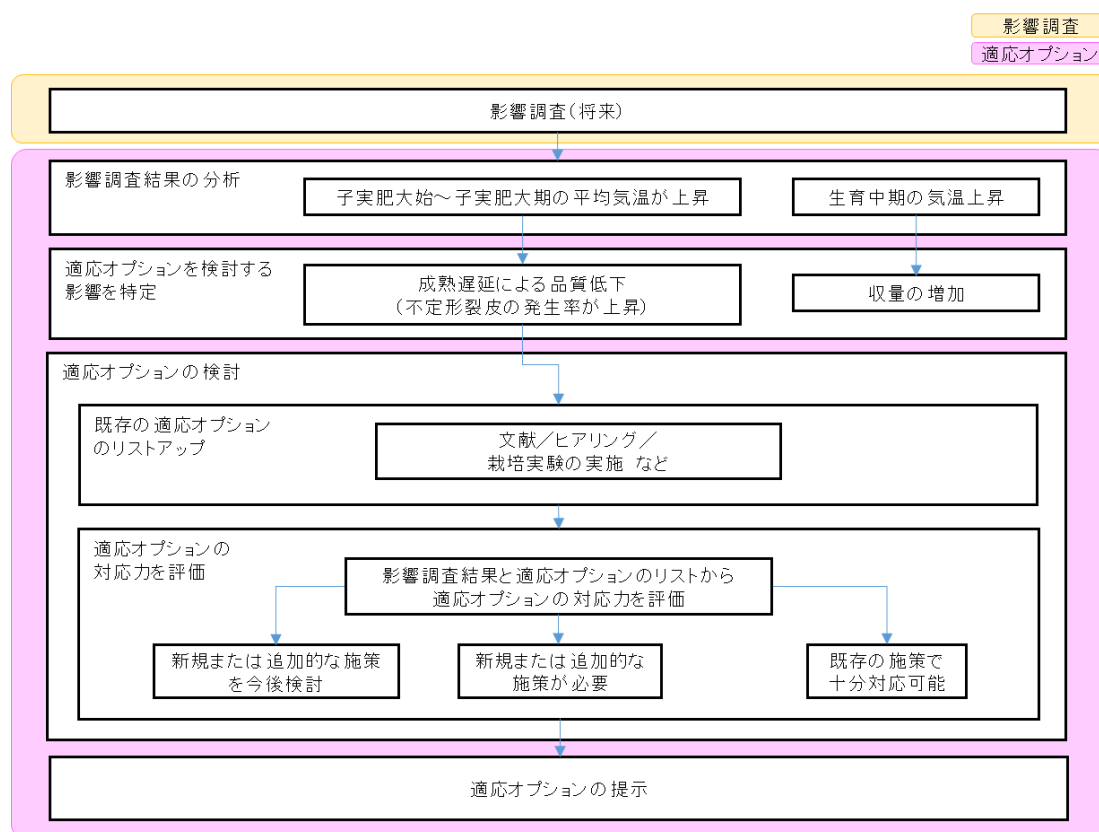 影響調査
適応オプション
影響調査(将来)
影響調査結果の分析
子実肥大始～子実肥大期の平均気温が上昇
生育中期の気温上昇
適応オプションを検討する
影響を特定
成熟遅延による品質低下
(不定形裂皮の発生率が上昇)
収量の増加
適応オプションの検討
既存の適応オプション
のリストアップ
文献／ヒアリング／
栽培実験の実施 など
適応オプションの
対応力を評価
影響調査結果と適応オプションのリストから
適応オプションの対応力を評価
新規または追加的な施策
を今後検討
新規または追加的な
施策が必要
既存の施策で
十分対応可能
適応オプションの提示